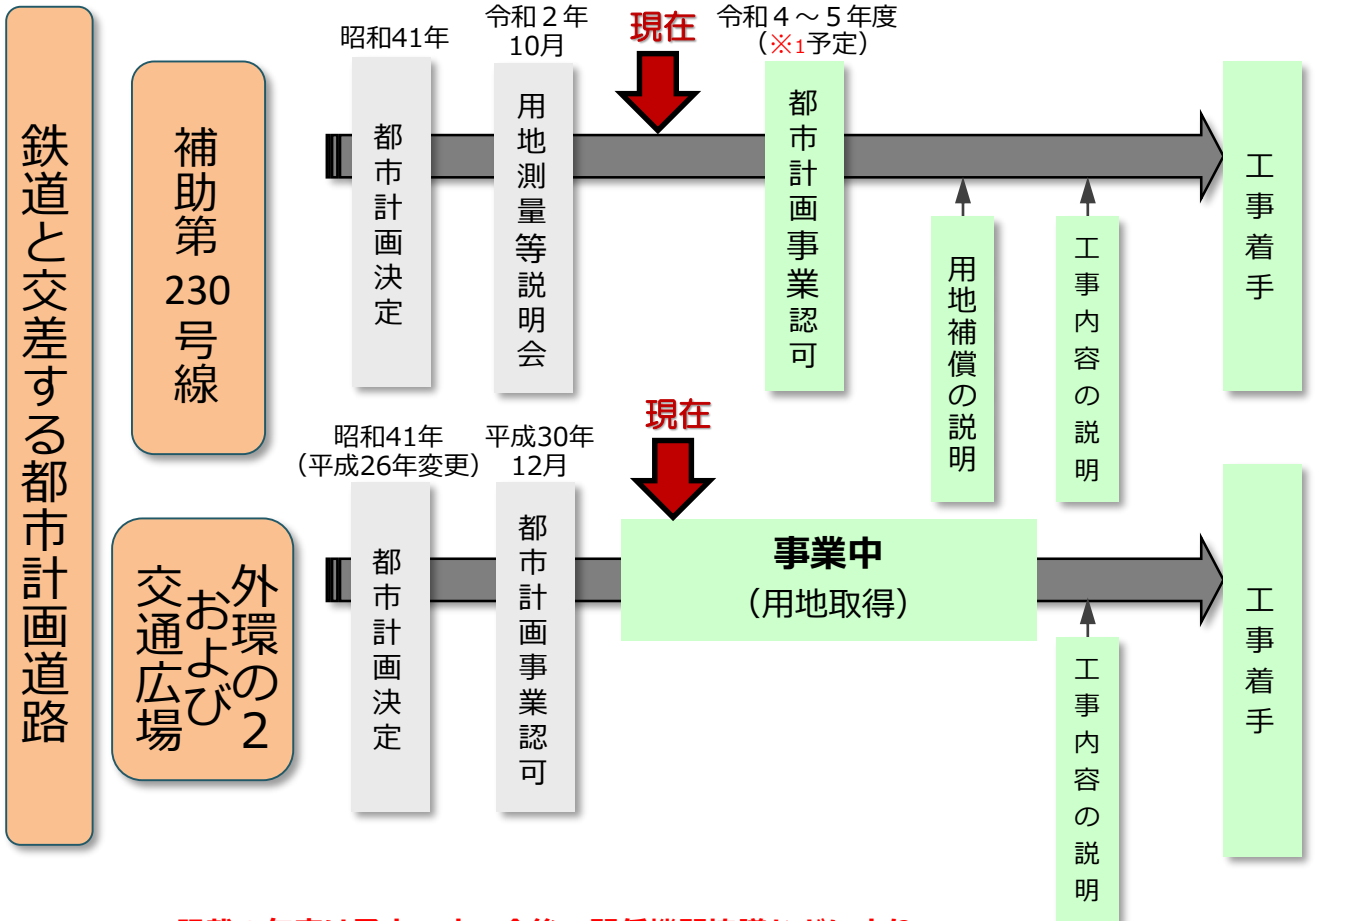 鉄道と交差する都市計画道路
補助第230号線
昭和41年
都市計画決定
令和２年
10月
用地測量等説明会
現在
令和４～５年度
（※1予定）
都市計画事業認可
用地補償の説明
工事内容の説明
工事着手
外環の２
および
交通広場
昭和41年
（平成26年変更）
都市計画決定
平成30年
12月
都市計画事業認可
現在
事業中
（用地取得）
工事内容の説明
工事着手